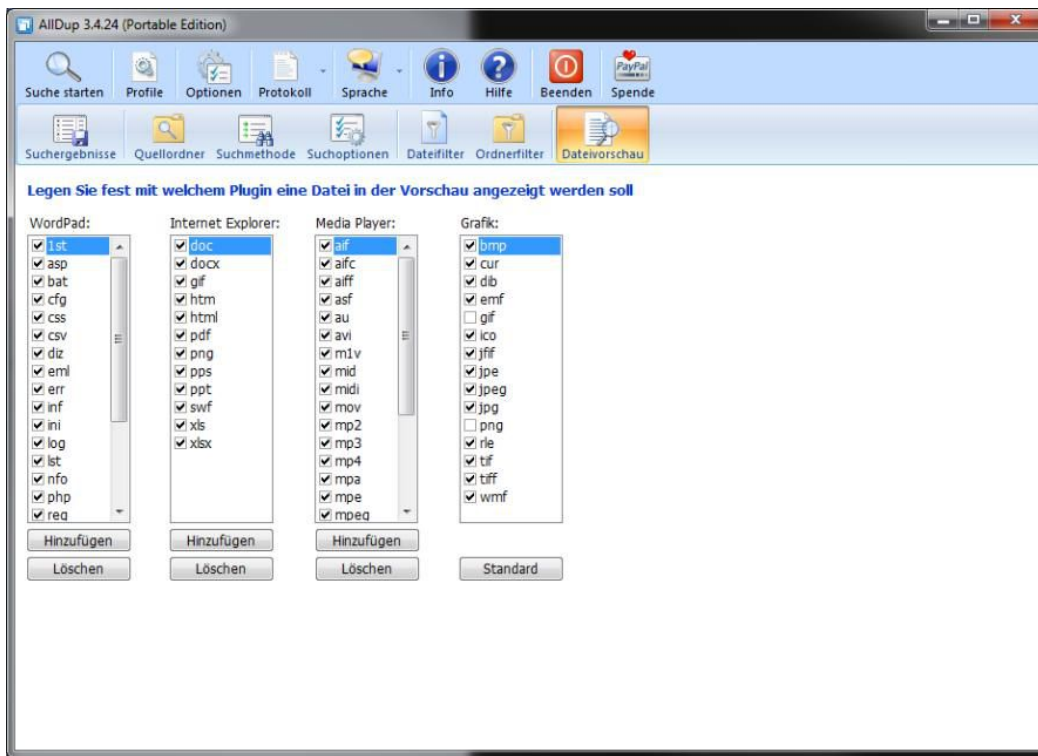 AllDup 3.4.24 (Portable Edition)
Suche starten Profile Optionen Protokoll Sprache Info Hilfe Beenden PayPal Spende
Suchergebnisse Quellordner Suchmethode Suchoptionen Dateifilter Ordnerfilter Dateivorschau
Legen Sie fest mit welchem Plugin eine Datei in der Vorschau angezeigt werden soll
WordPad: Internet Explorer: Media Player: Grafik:
1st doc aif bmp
asp docx aifc cur
bat gif aiff dib
cfg htm asf emf
css html au gif
csv pdf avi ico
diz png m1v jfif
eml pps mid jpe
err ppt midi jpeg
inf swf mov jpg
ini xls mp2 png
log xlsx mp3 rle
lst mp4 tif
nfo mpa tiff
php mpe wmf
reg mpeg
Hinzufügen Hinzufügen Hinzufügen
Löschen Löschen Löschen Standard